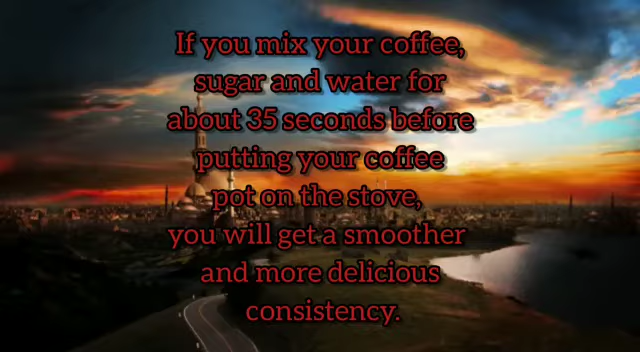 If you mix your coffee,
sugar and water for
about 35 seconds before
putting your coffee
pot on the stove,
you will get a smoother
and more delicious
consistency.